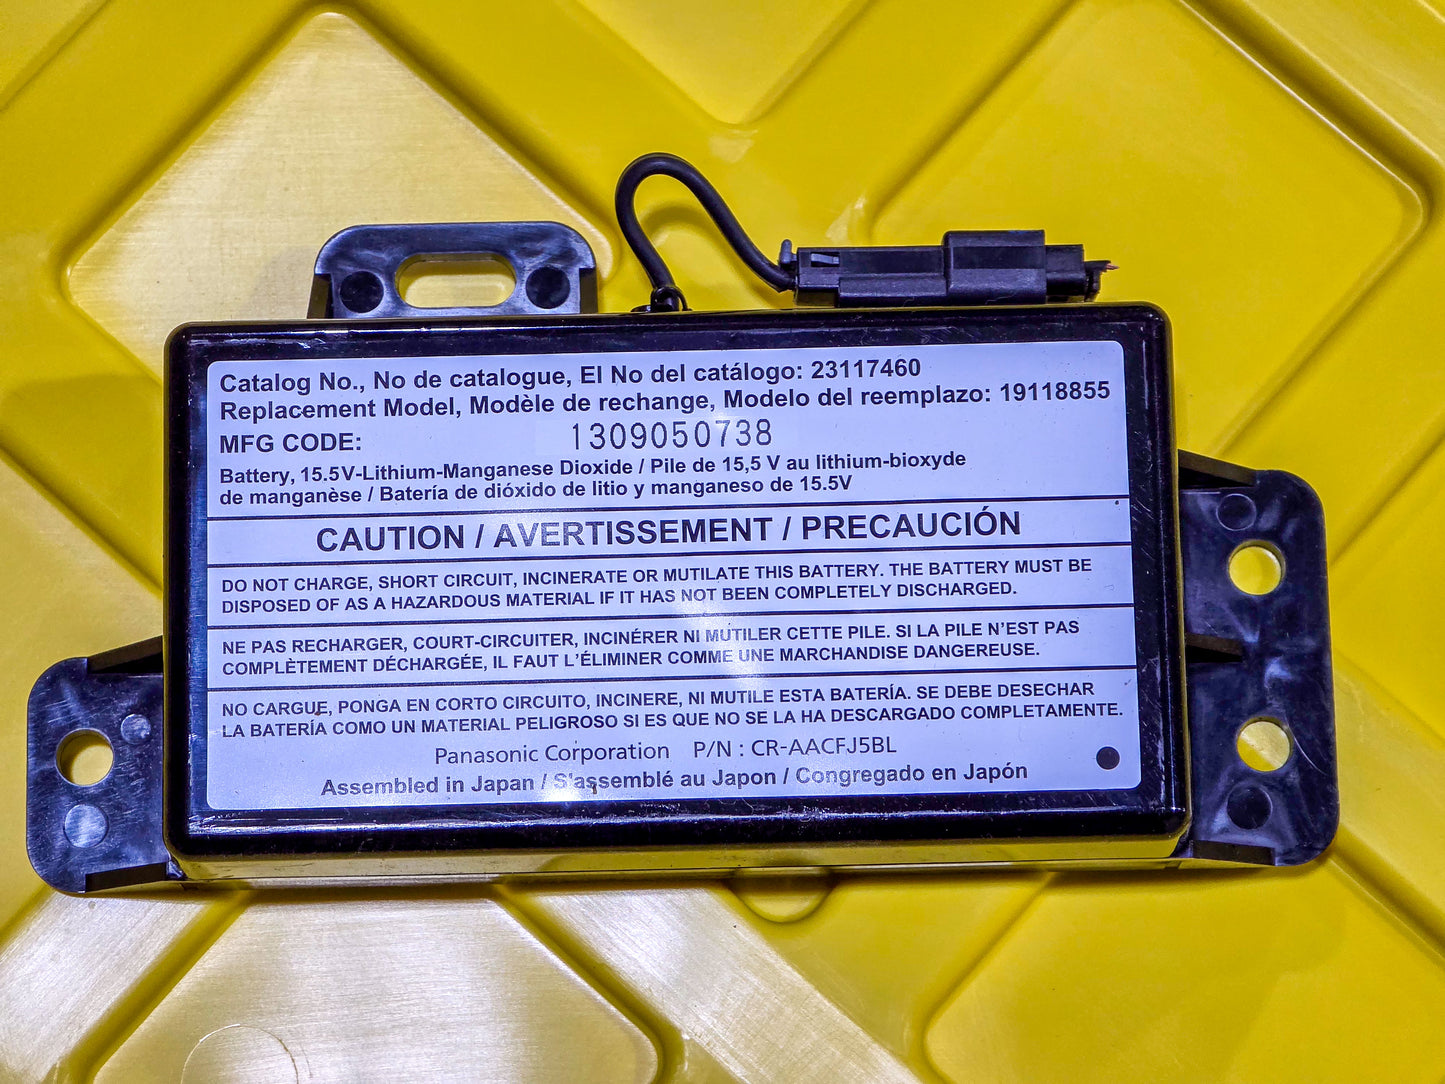 Catalog No., No de catalogue, El No del catálogo: 23117460
Replacement Model, Modèle de rechange, Modelo del reemplazo: 19118855
MFG CODE: 1309050738
Battery, 15.5V-Lithium-Manganese Dioxide / Pile de 15,5 V au lithium-bioxyde
de manganèse / Batería de dióxido de litio y manganeso de 15.5V
CAUTION / AVERTISSEMENT / PRECAUCIÓN
DO NOT CHARGE, SHORT CIRCUIT, INCINERATE OR MUTILATE THIS BATTERY. THE BATTERY MUST BE
DISPOSED OF AS A HAZARDOUS MATERIAL IF IT HAS NOT BEEN COMPLETELY DISCHARGED.
NE PAS RECHARGER, COURT-CIRCUITER, INCINÉRER NI MUTILER CETTE PILE. SI LA PILE N'EST PAS
COMPLÈTEMENT DÉCHARGÉE, IL FAUT L'ÉLIMINER COMME UNE MARCHANDISE DANGEREUSE.
NO CARGUE, PONGA EN CORTO CIRCUITO, INCINERE, NI MUTILE ESTA BATERÍA. SE DEBE DESECHAR
LA BATERÍA COMO UN MATERIAL PELIGROSO SI ES QUE NO SE LA HA DESCARGADO COMPLETAMENTE.
Panasonic Corporation P/N : CR-AACFJ5BL
Assembled in Japan / S'assemblé au Japon / Congregado en Japón